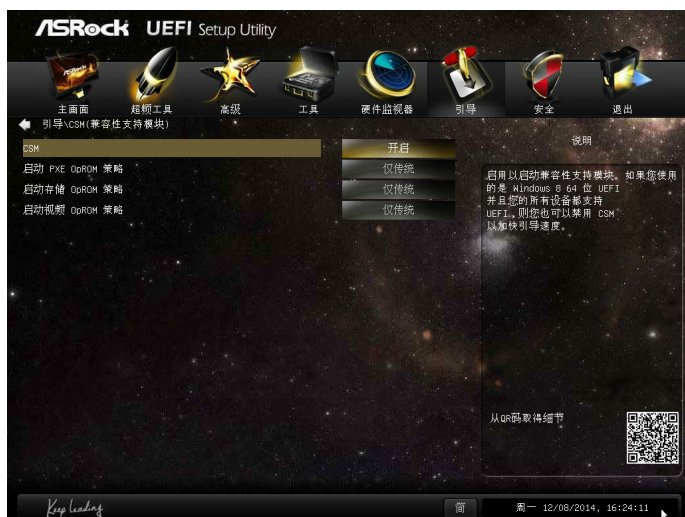 ASRock UEFI Setup Utility
ASRock
主画面 超频工具 高级 工具 硬件监视器 引导 安全 退出
引导\CSM(兼容性支持模块)
说明
CSM 开启
启动 PXE OpROM 策略 仅传统
启动存储 OpROM 策略 仅传统
启动视频 OpROM 策略 仅传统
启用以启动兼容性支持模块。如果您使用
的是 Windows 8 64 位 UEFI
并且您的所有设备都支持
UEFI，则您也可以禁用 CSM
以加快引导速度。
从QR码取得细节
Keep Leading
简
周一 12/08/2014, 16:24:11